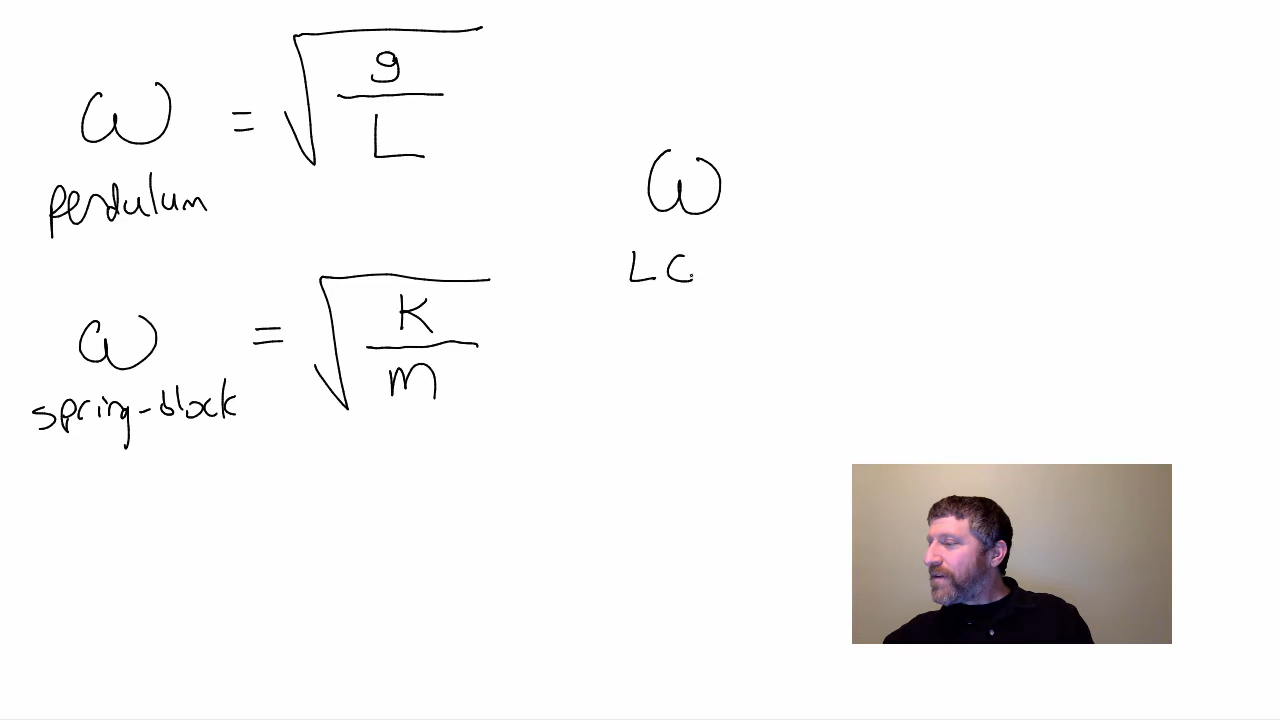 ω = √(g/L)
pendulum
ω = √(k/m)
spring-block
ω
LC